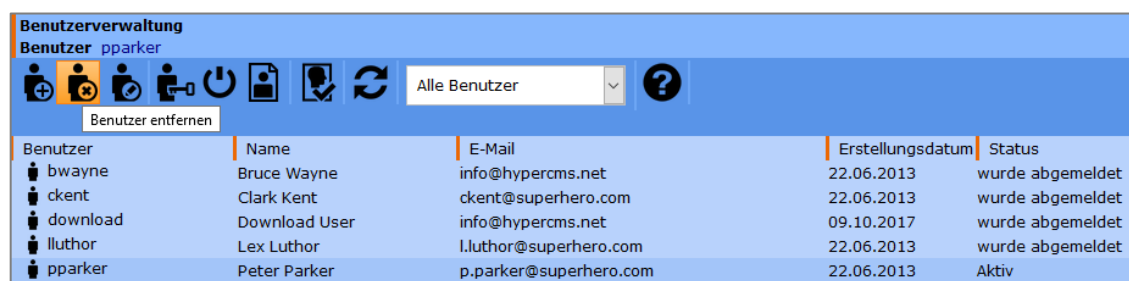 Benutzerverwaltung
Benutzer pparker
Alle Benutzer
Benutzer entfernen
Benutzer Name E-Mail Erstellungsdatum Status
bwayne Bruce Wayne info@hypercms.net 22.06.2013 wurde abgemeldet
ckent Clark Kent ckent@superhero.com 22.06.2013 wurde abgemeldet
download Download User info@hypercms.net 09.10.2017 wurde abgemeldet
lluthor Lex Luthor l.luthor@superhero.com 22.06.2013 wurde abgemeldet
pparker Peter Parker p.parker@superhero.com 22.06.2013 Aktiv